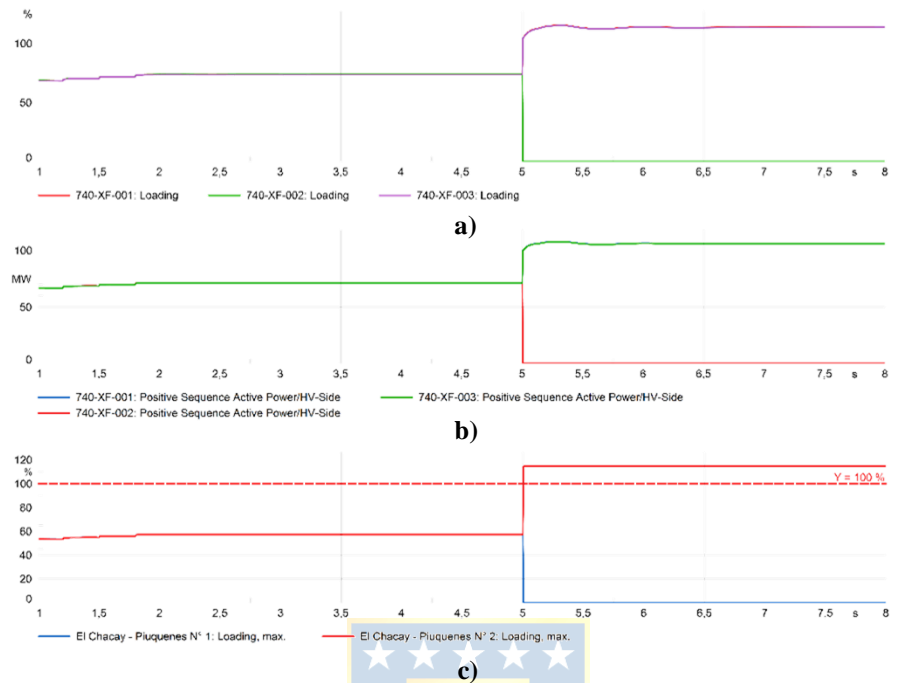 %
100
50
0
1 1,5 2 2,5 3 3,5 4 4,5 5 5,5 6 6,5 7 7,5 s 8
740-XF-001: Loading 740-XF-002: Loading 740-XF-003: Loading
a)
100
MW
50
0
1 1,5 2 2,5 3 3,5 4 4,5 5 5,5 6 6,5 7 7,5 s 8
740-XF-001: Positive Sequence Active Power/HV-Side 740-XF-003: Positive Sequence Active Power/HV-Side
740-XF-002: Positive Sequence Active Power/HV-Side
b)
120
%
100
Y = 100 %
80
60
40
20
0
1 1,5 2 2,5 3 3,5 4 4,5 5 5,5 6 6,5 7 7,5 s 8
El Chacay - Piuquenes N° 1: Loading, max. El Chacay - Piuquenes N° 2: Loading, max.
c)